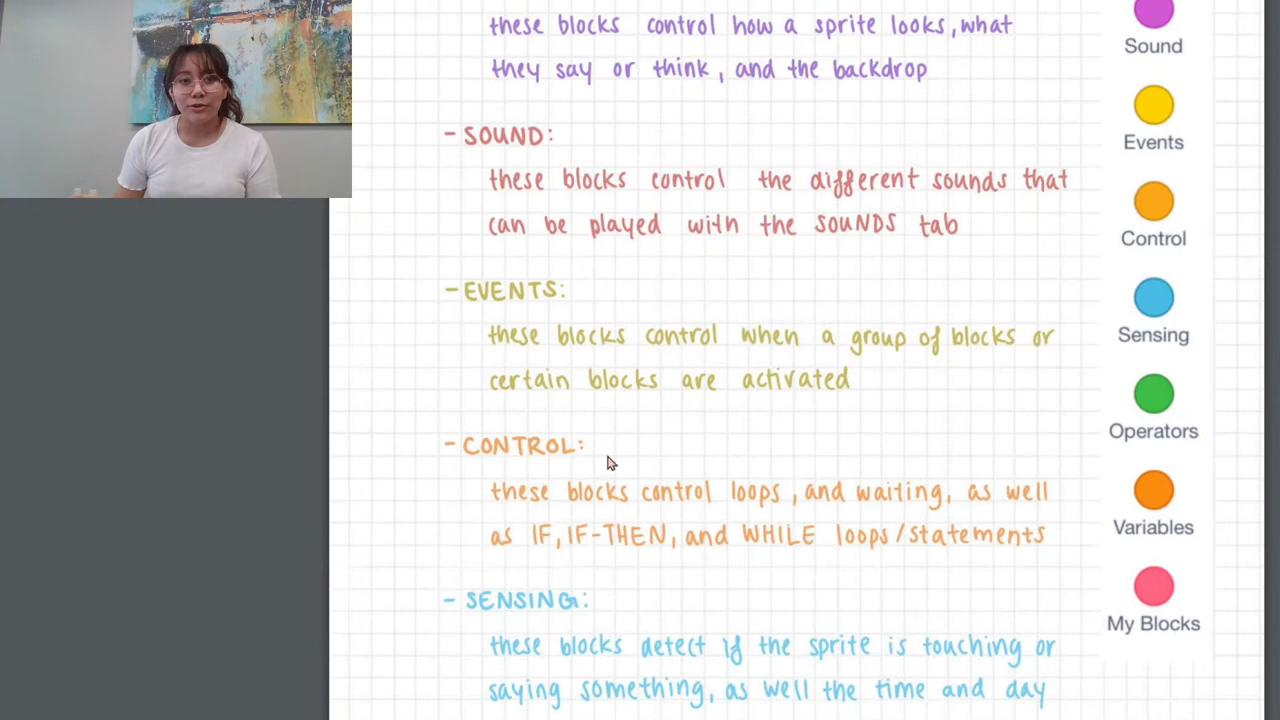 these blocks control how a sprite looks, what
they say or think, and the backdrop
- SOUND:
these blocks control the different sounds that
can be played with the SOUNDS tab
- EVENTS:
these blocks control when a group of blocks or
certain blocks are activated
- CONTROL:
these blocks control loops, and waiting, as well
as IF, IF-THEN, and WHILE loops/statements
- SENSING:
these blocks detect if the sprite is touching or
saying something, as well the time and day
Sound
Events
Control
Sensing
Operators
Variables
My Blocks